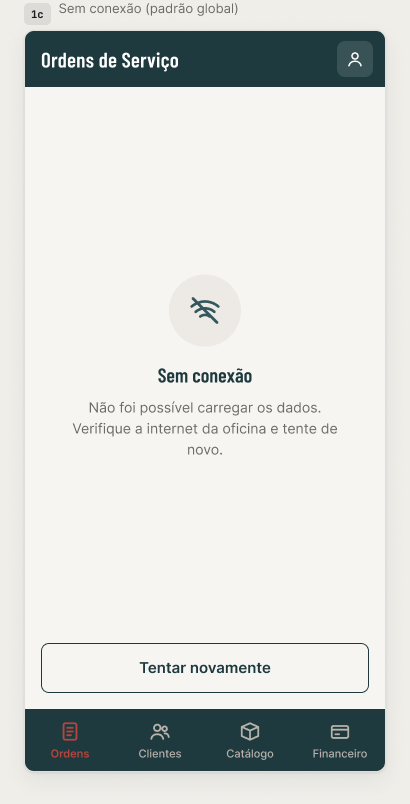 1c Sem conexão (padrão global)
Ordens de Serviço
Sem conexão
Não foi possível carregar os dados.
Verifique a internet da oficina e tente de
novo.
Tentar novamente
Ordens Clientes Catálogo Financeiro